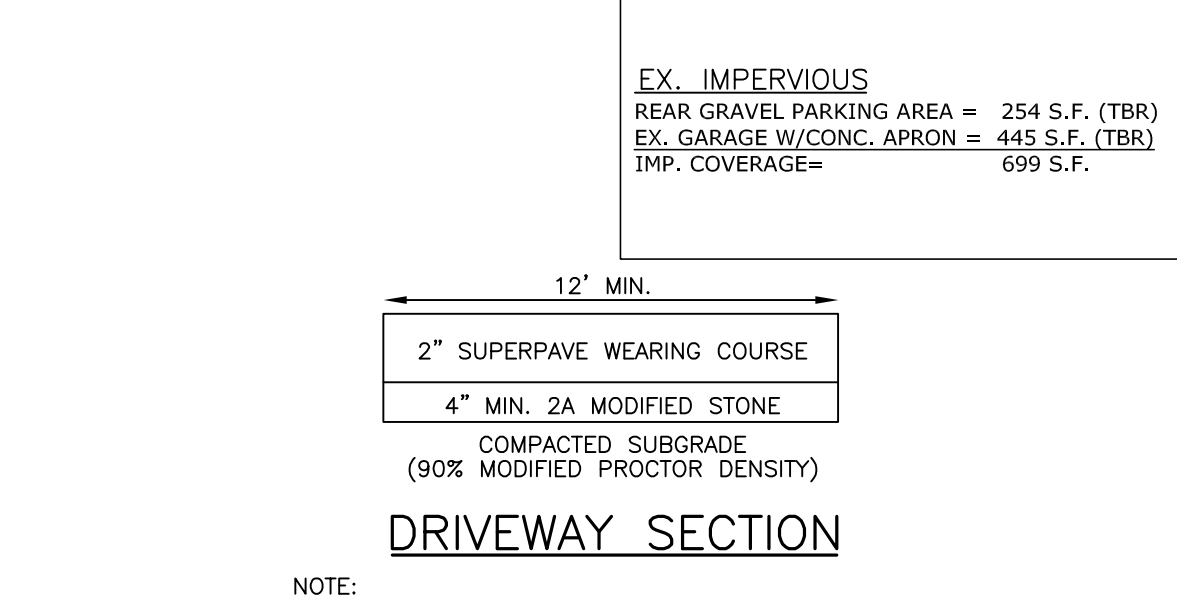 EX. IMPERVIOUS
REAR GRAVEL PARKING AREA = 254 S.F. (TBR)
EX. GARAGE W/CONC. APRON = 445 S.F. (TBR)
IMP. COVERAGE= 699 S.F.
12' MIN.
2" SUPERPAVE WEARING COURSE
4" MIN. 2A MODIFIED STONE
COMPACTED SUBGRADE
(90% MODIFIED PROCTOR DENSITY)
DRIVEWAY SECTION
NOTE: